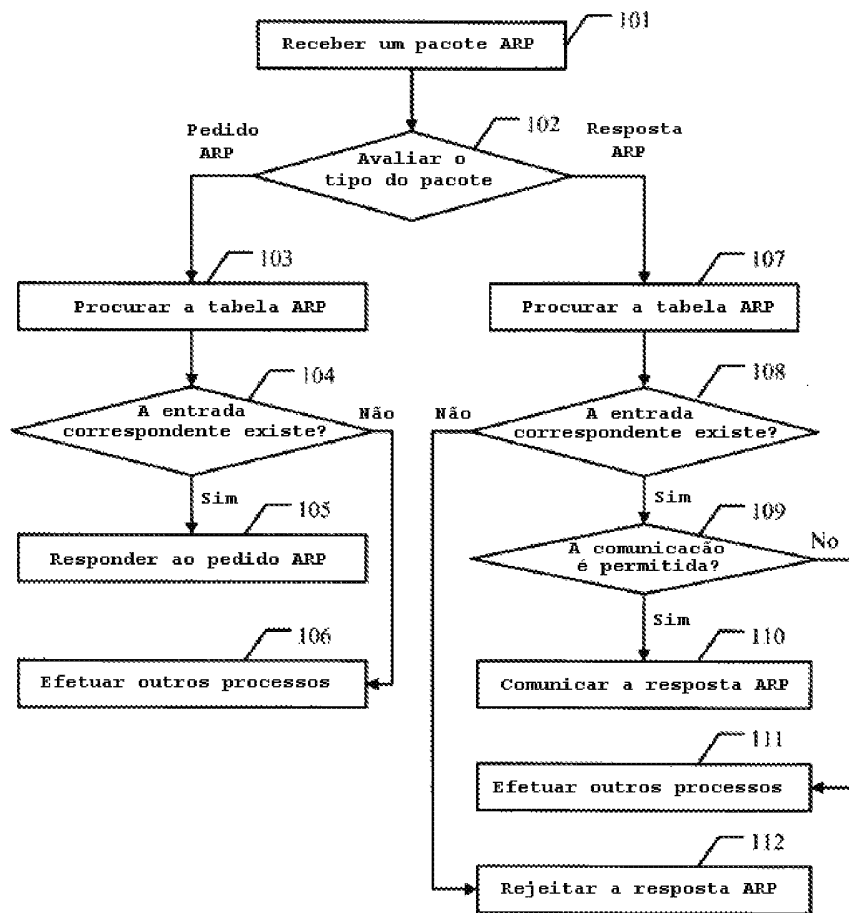 101
Receber um pacote ARP
102
Pedido
ARP
Resposta
ARP
Avaliar o
tipo do pacote
103
Procurar a tabela ARP
107
Procurar a tabela ARP
104
A entrada
correspondente existe?
Não
108
Não
A entrada
correspondente existe?
Sim
Sim
105
Responder ao pedido ARP
109
A comunicacão
é permitida?
No
Sim
106
Efetuar outros processos
110
Comunicar a resposta ARP
111
Efetuar outros processos
112
Rejeitar a resposta ARP